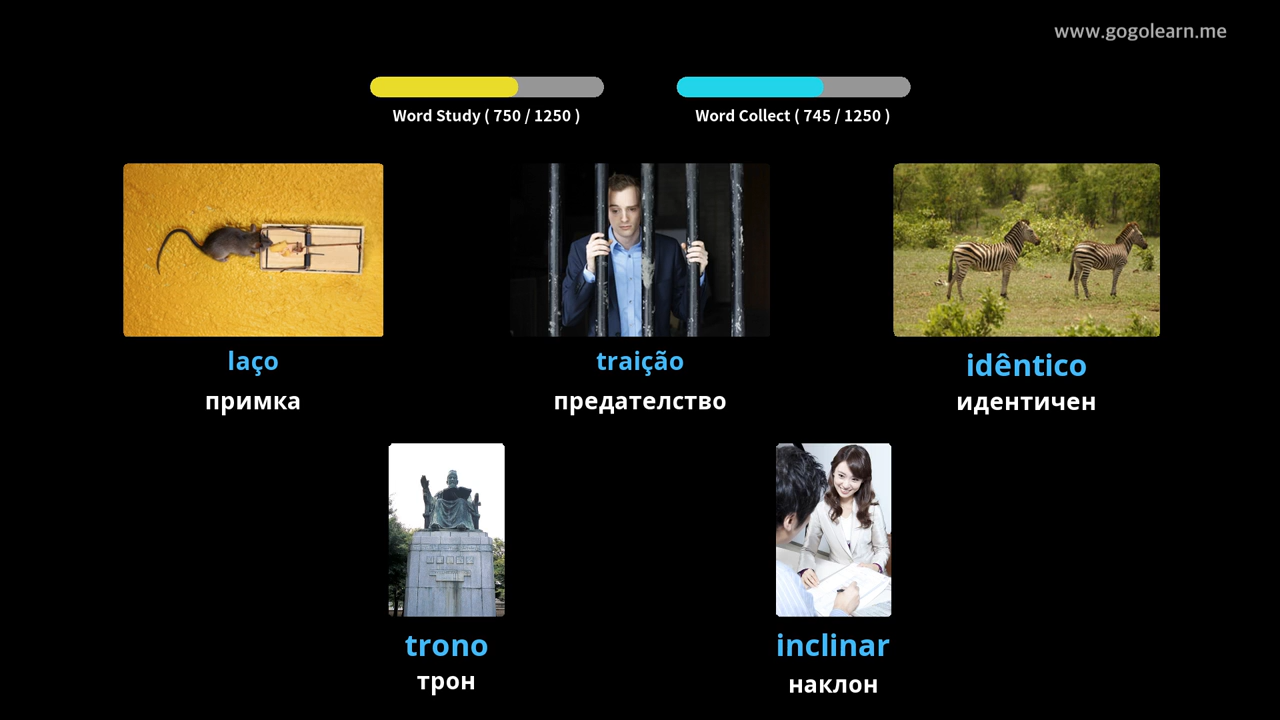 www.gogolearn.me
Word Study ( 750 / 1250 )
Word Collect ( 745 / 1250 )
laço
примка
traição
предателство
idêntico
идентичен
trono
трон
inclinar
наклон